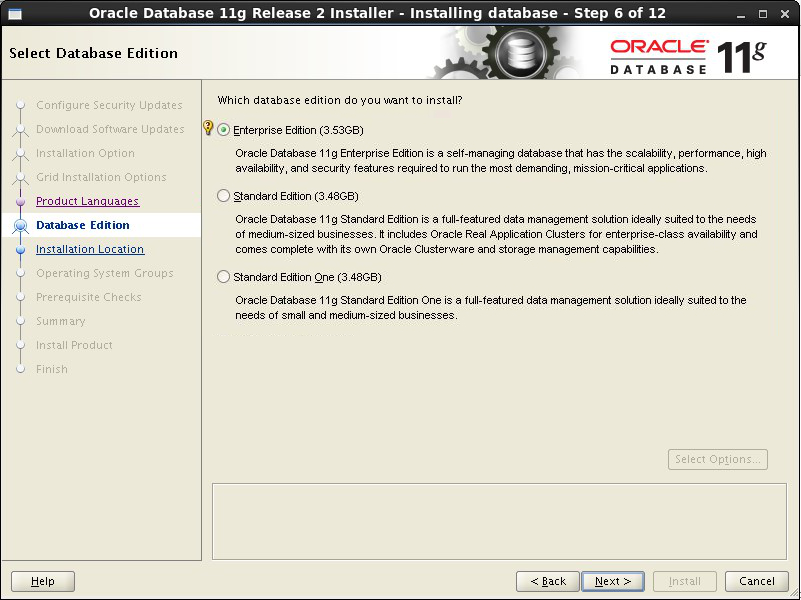 Oracle Database 11g Release 2 Installer - Installing database - Step 6 of 12
Select Database Edition
ORACLE
DATABASE
11g
Configure Security Updates
Download Software Updates
Installation Option
Grid Installation Options
Product Languages
Database Edition
Installation Location
Operating System Groups
Prerequisite Checks
Summary
Install Product
Finish
Which database edition do you want to install?
Enterprise Edition (3.53GB)
Oracle Database 11g Enterprise Edition is a self-managing database that has the scalability, performance, high
availability, and security features required to run the most demanding, mission-critical applications.
Standard Edition (3.48GB)
Oracle Database 11g Standard Edition is a full-featured data management solution ideally suited to the needs
of medium-sized businesses. It includes Oracle Real Application Clusters for enterprise-class availability and
comes complete with its own Oracle Clusterware and storage management capabilities.
Standard Edition One (3.48GB)
Oracle Database 11g Standard Edition One is a full-featured data management solution ideally suited to the
needs of small and medium-sized businesses.
Select Options...
Help
< Back
Next >
Install
Cancel